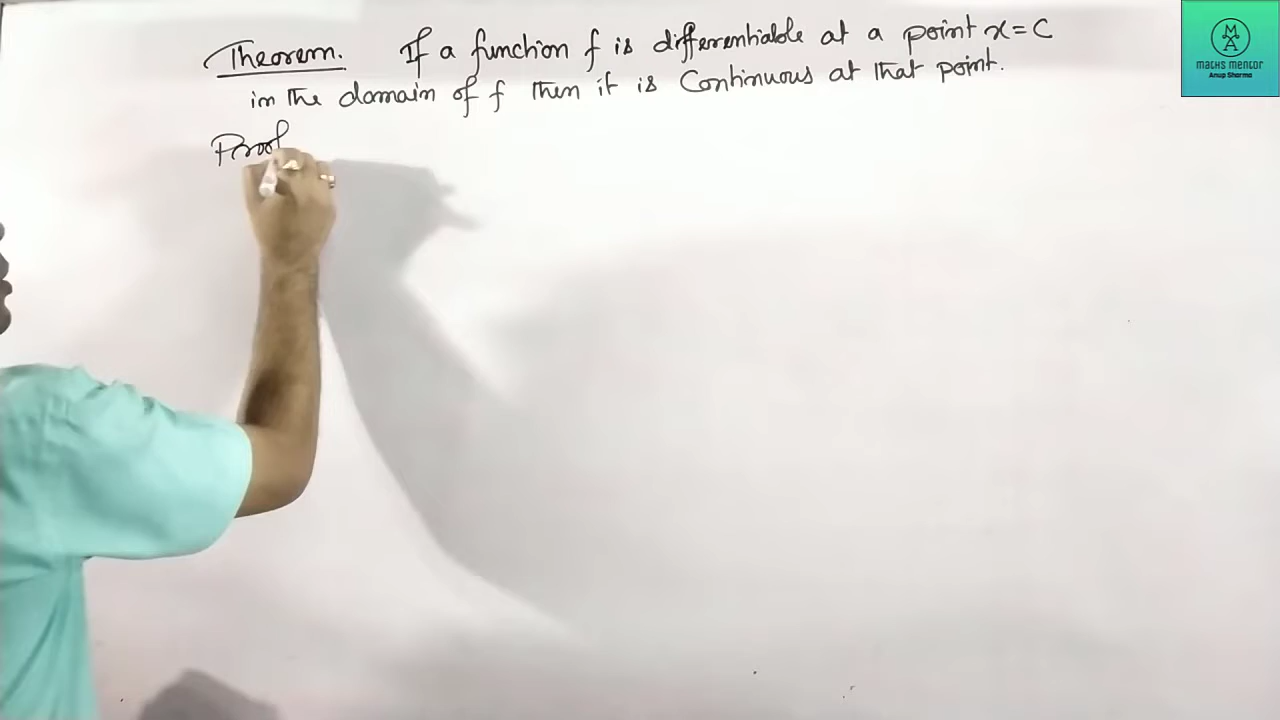 Theorem. If a function f is differentiable at a point x = C
in the domain of f then it is Continuous at that point.
Proof
MA
maths mentor
Anup Sharma